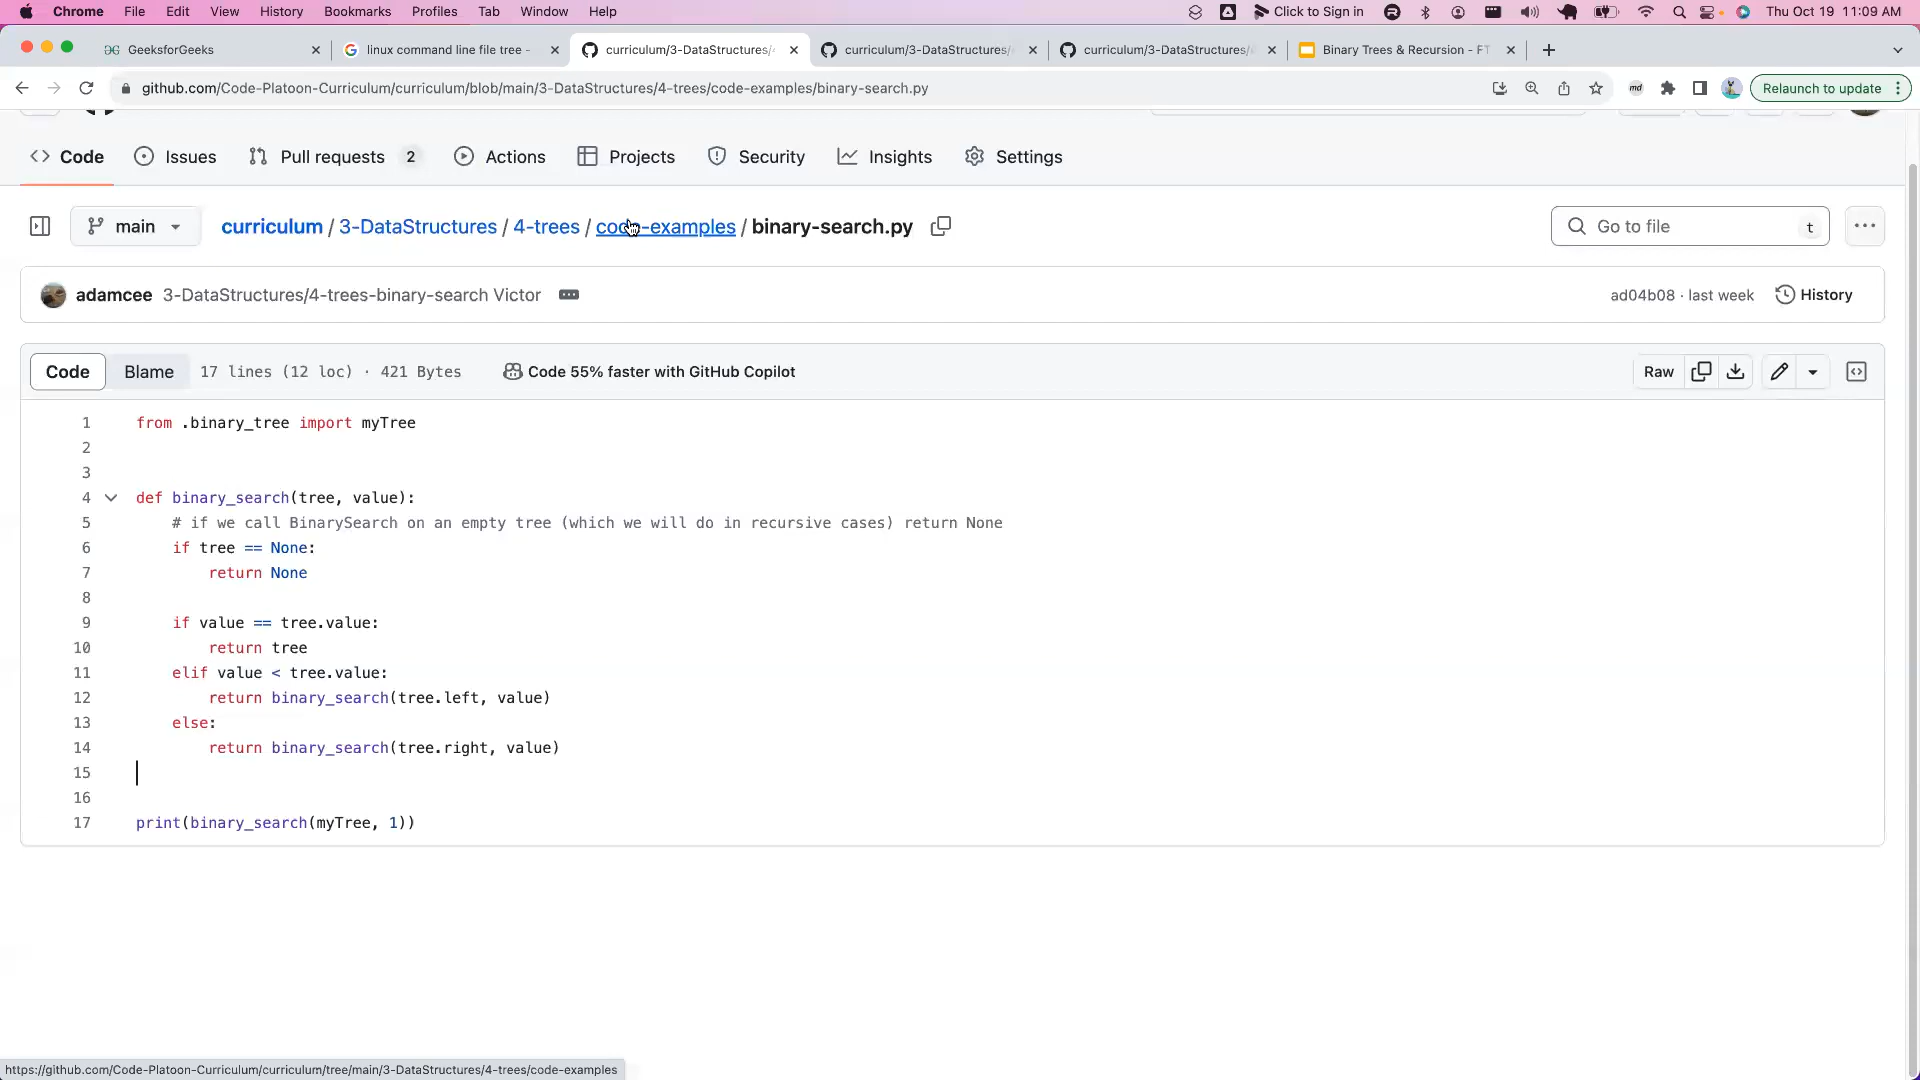 Chrome File Edit View History Bookmarks Profiles Tab Window Help Click to Sign in Thu Oct 19 11:09 AM
GeeksforGeeks linux command line file tree - curriculum/3-DataStructures/ curriculum/3-DataStructures/ curriculum/3-DataStructures/ Binary Trees & Recursion - FT
github.com/Code-Platoon-Curriculum/curriculum/blob/main/3-DataStructures/4-trees/code-examples/binary-search.py Relaunch to update
Code Issues Pull requests 2 Actions Projects Security Insights Settings
main curriculum / 3-DataStructures / 4-trees / code-examples / binary-search.py Go to file t
adamcee 3-DataStructures/4-trees-binary-search Victor ad04b08 · last week History
Code Blame 17 lines (12 loc) · 421 Bytes Code 55% faster with GitHub Copilot Raw
1 from .binary_tree import myTree
2
3
4 def binary_search(tree, value):
5 # if we call BinarySearch on an empty tree (which we will do in recursive cases) return None
6 if tree == None:
7 return None
8
9 if value == tree.value:
10 return tree
11 elif value < tree.value:
12 return binary_search(tree.left, value)
13 else:
14 return binary_search(tree.right, value)
15
16
17 print(binary_search(myTree, 1))
https://github.com/Code-Platoon-Curriculum/curriculum/tree/main/3-DataStructures/4-trees/code-examples